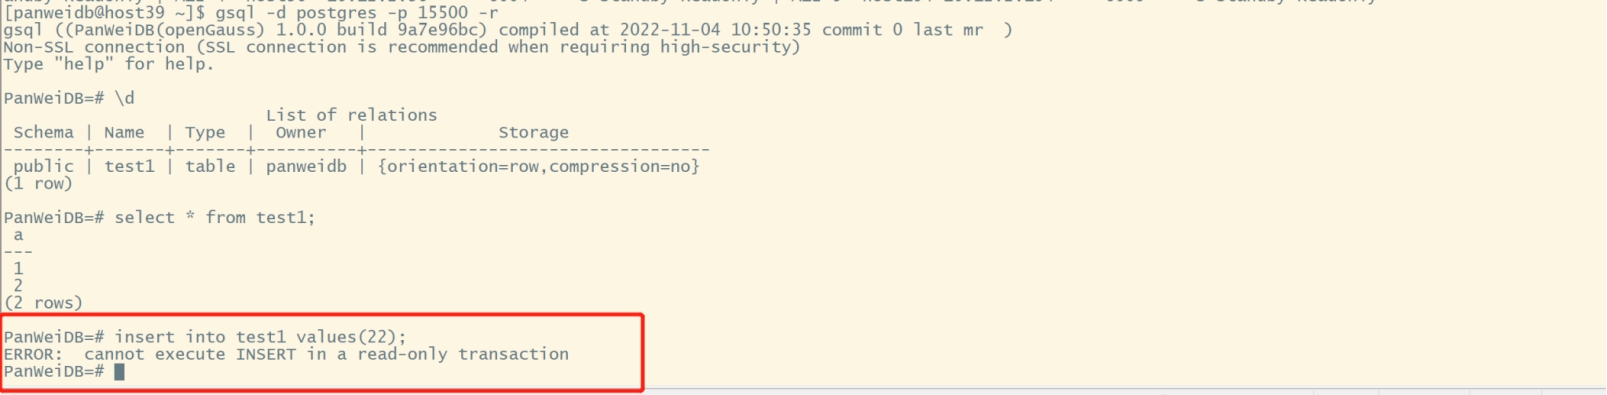 [panweidb@host39 ~]$ gsql -d postgres -p 15500 -r
gsql ((PanWeiDB(openGauss) 1.0.0 build 9a7e96bc) compiled at 2022-11-04 10:50:35 commit 0 last mr  )
Non-SSL connection (SSL connection is recommended when requiring high-security)
Type "help" for help.
PanWeiDB=# \d
List of relations
Schema | Name | Type | Owner | Storage
--------+-------+-------+----------+----------------------------------
public | test1 | table | panweidb | {orientation=row,compression=no}
(1 row)
PanWeiDB=# select * from test1;
a
---
1
2
(2 rows)
PanWeiDB=# insert into test1 values(22);
ERROR:  cannot execute INSERT in a read-only transaction
PanWeiDB=#